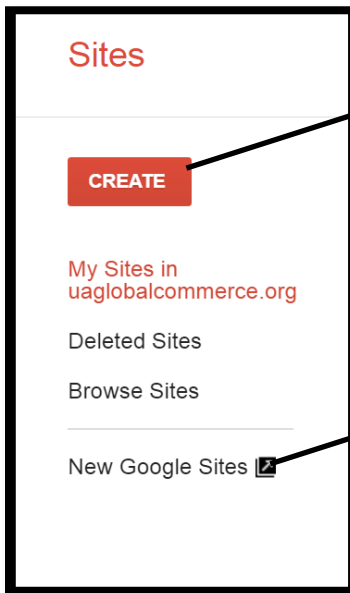 Sites
CREATE
My Sites in
uaglobalcommerce.org
Deleted Sites
Browse Sites
New Google Sites